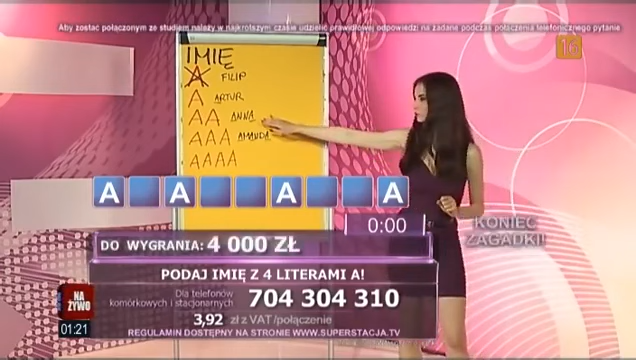 Aby zostać połączonym ze studiem należy w najkrótszym czasie udzielić prawidłowej odpowiedzi na zadane podczas połączenia telefonicznego pytanie
16
IMIĘ
A FILIP
A ARTUR
AA ANNA
AAA AMANDA
AAAA
A A A A
0:00
KONIEC
ZAGADKI!
DO WYGRANIA: 4 000 ZŁ
PODAJ IMIĘ Z 4 LITERAMI A!
Dla telefonów
komórkowych i stacjonarnych
704 304 310
3,92 zł z VAT/połączenie
NA
ŻYWO
01:21
REGULAMIN DOSTĘPNY NA STRONIE WWW.SUPERSTACJA.TV